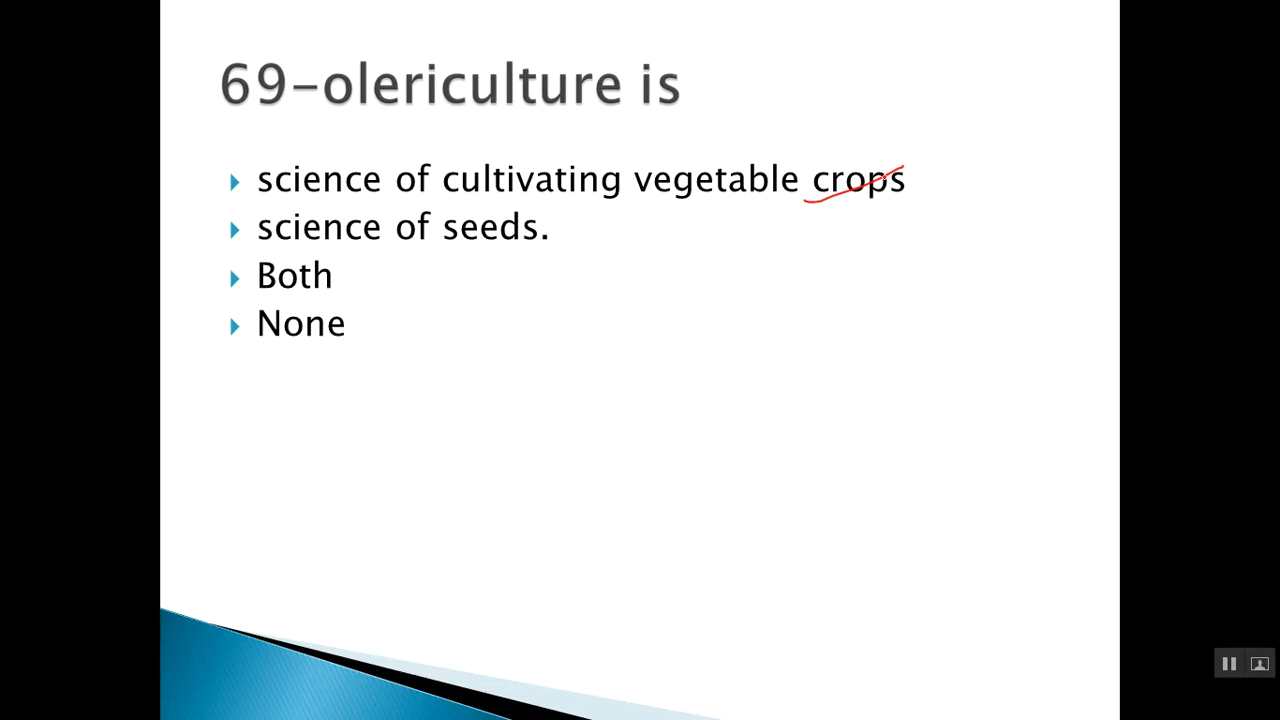 69-olericulture is
science of cultivating vegetable crops
science of seeds.
Both
None